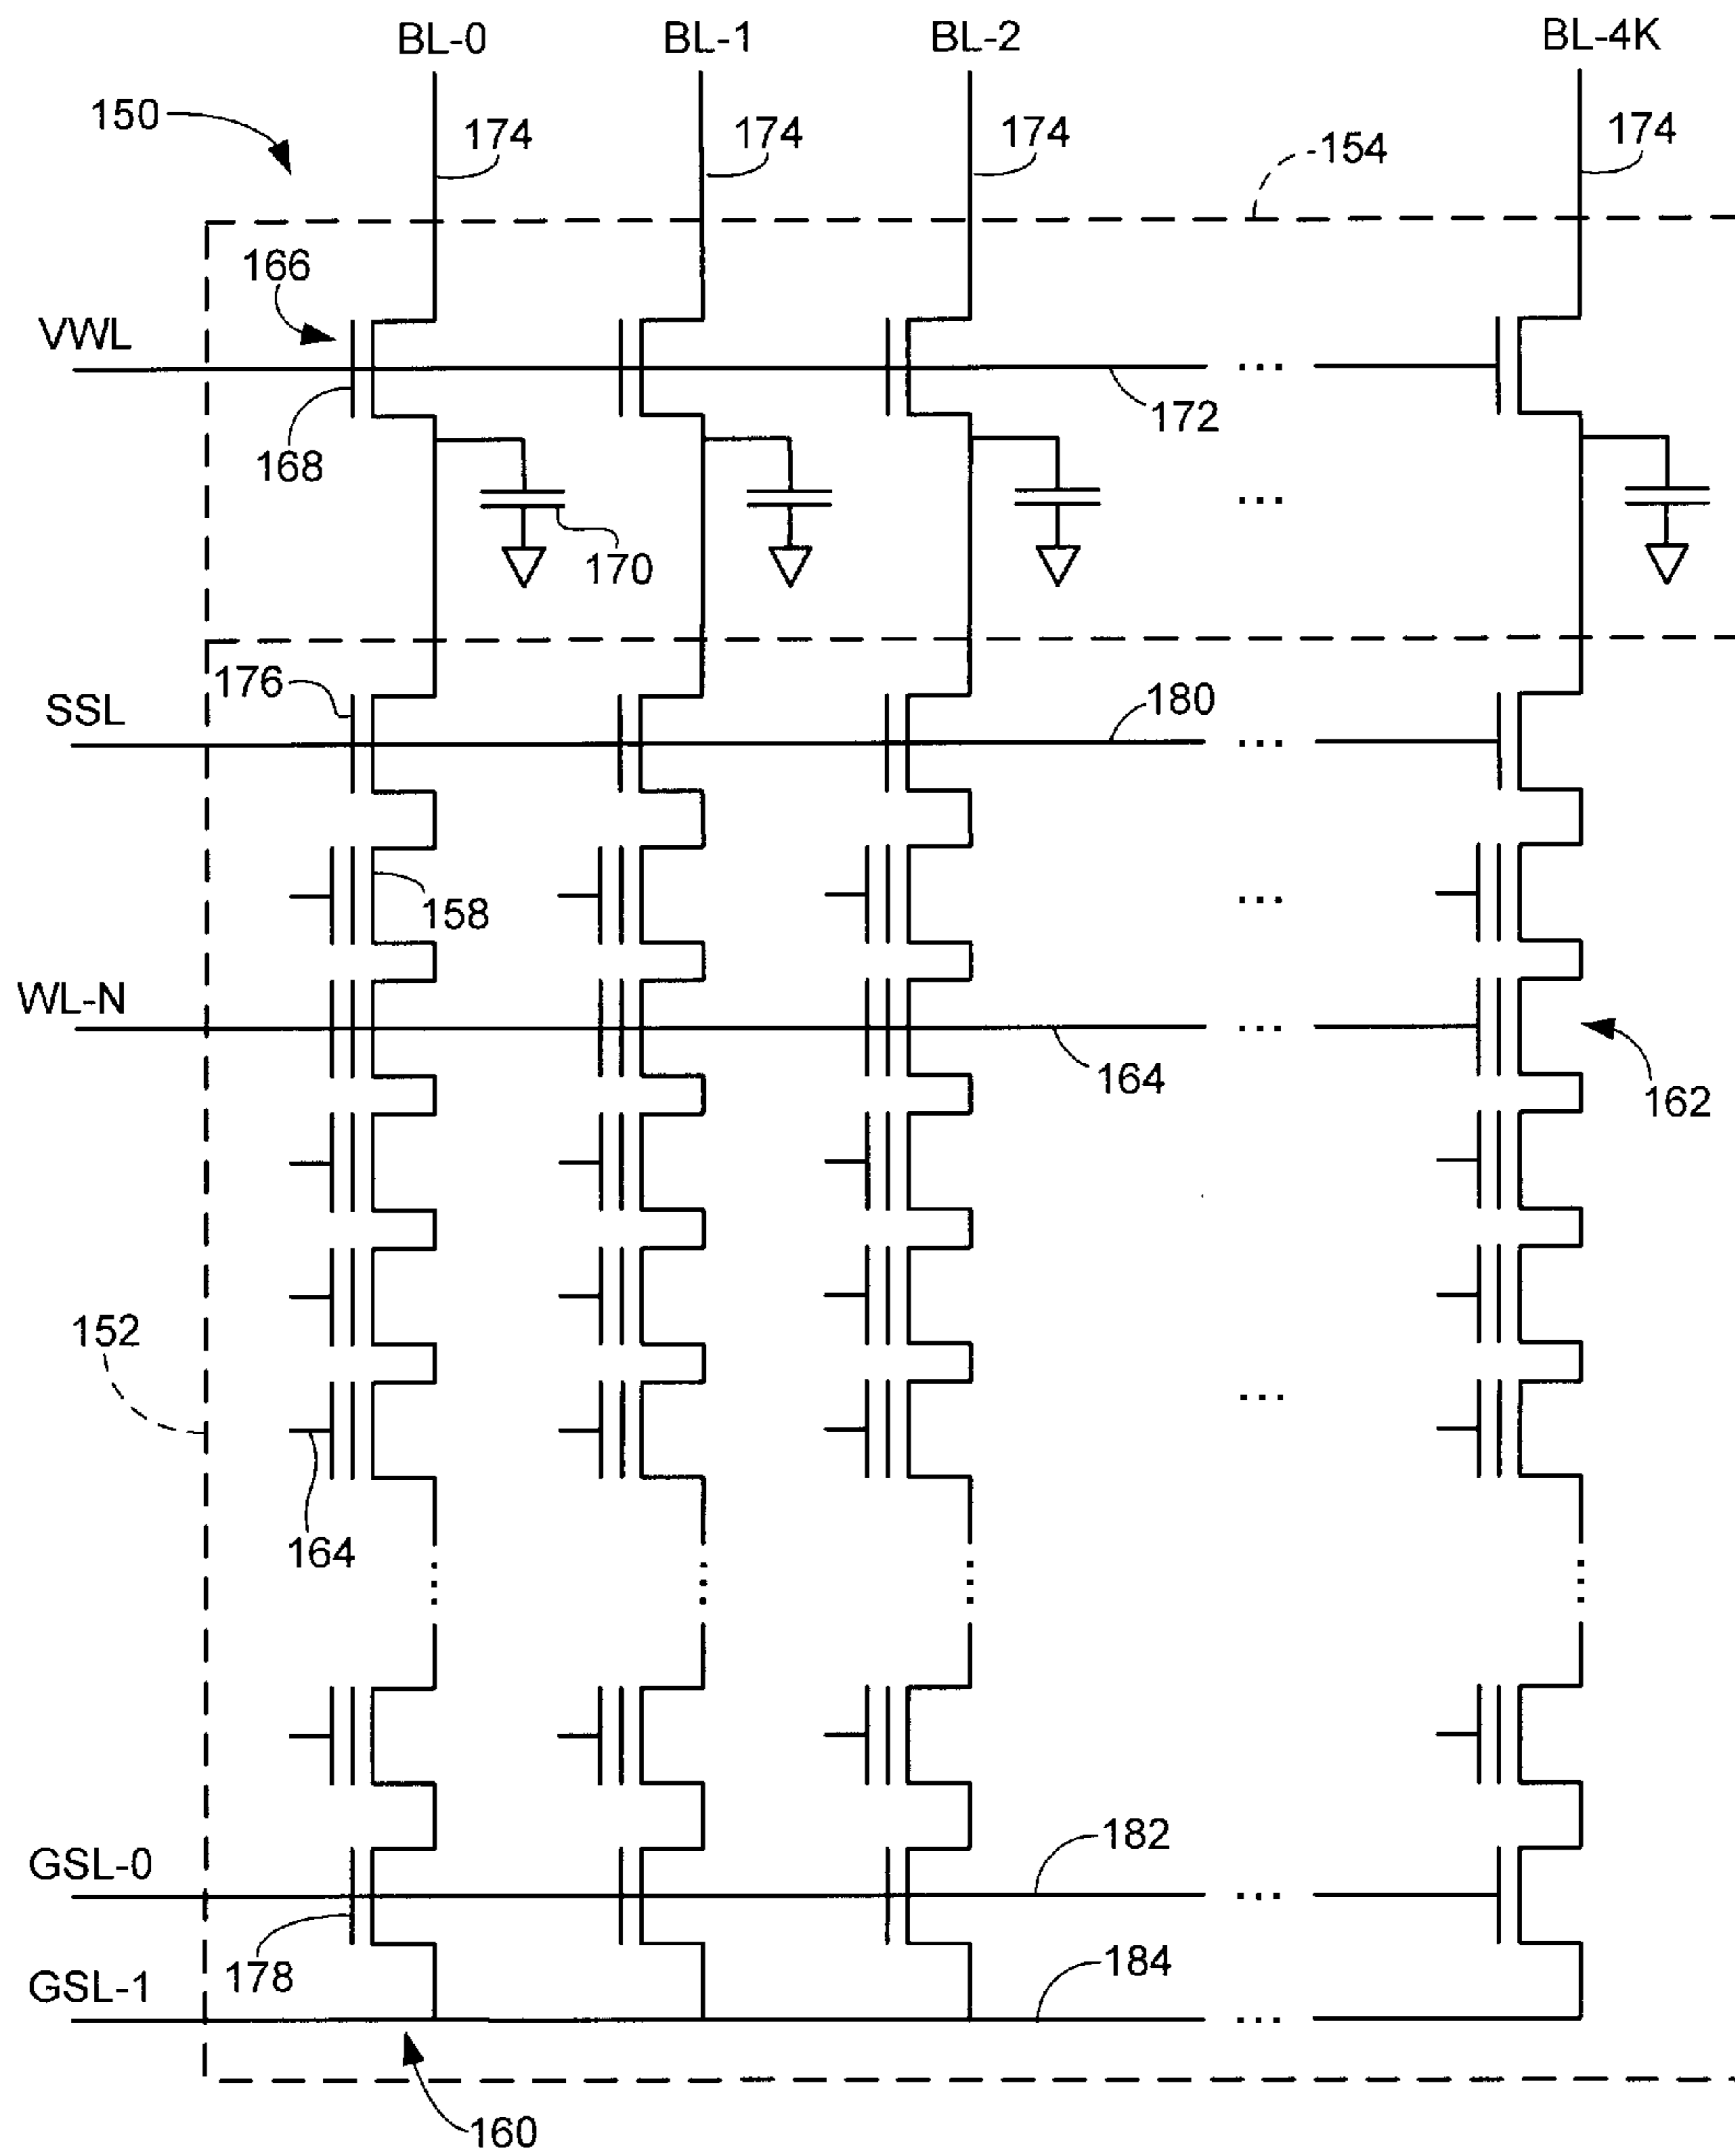 BL-0 BL-1 BL-2 BL-4K
150 174 174 174 -154 174
166
VWL
172
168
170
...
...
176
SSL 180 ...
158 ...
WL-N ...
164 162
152
...
164
GSL-0 182 ...
178 184
GSL-1 ...
160